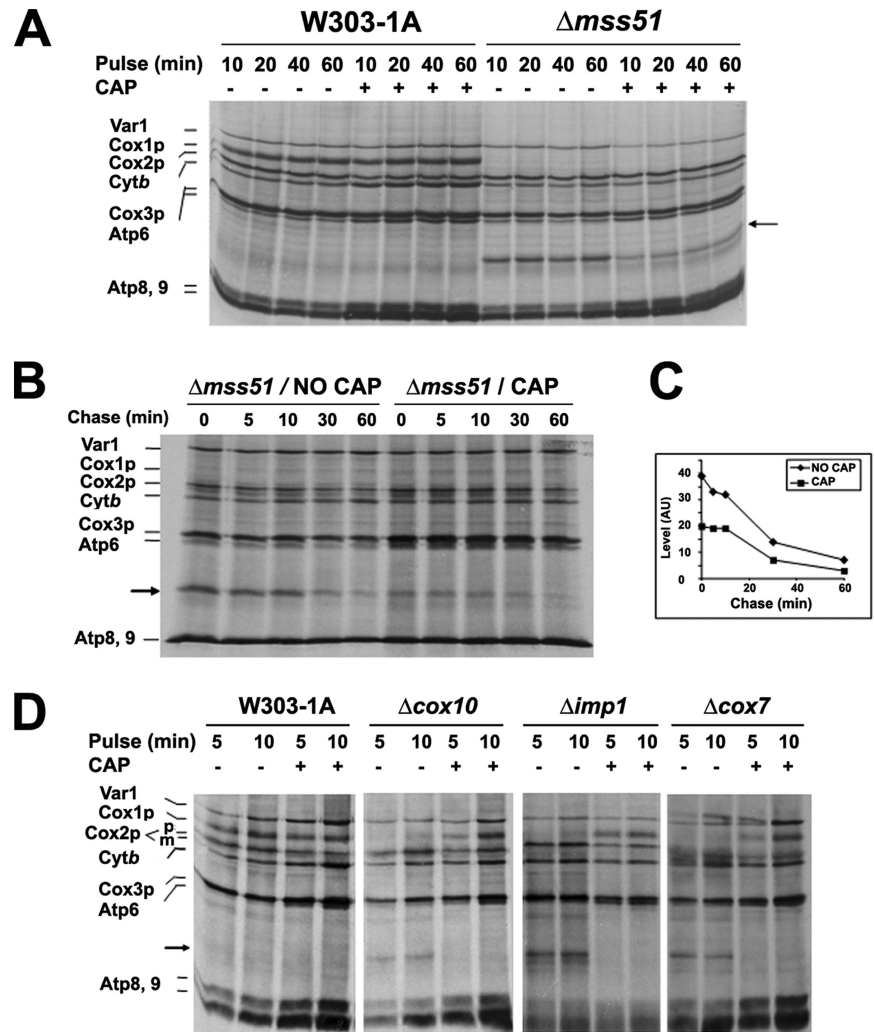 A
W303-1A Δmss51
Pulse (min) 10 20 40 60 10 20 40 60 10 20 40 60 10 20 40 60
CAP - - - - + + + + - - - - + + + +
Var1
Cox1p
Cox2p
Cytb
Cox3p
Atp6
Atp8, 9
B
Δmss51 / NO CAP Δmss51 / CAP
Chase (min) 0 5 10 30 60 0 5 10 30 60
Var1
Cox1p
Cox2p
Cytb
Cox3p
Atp6
Atp8, 9
C
NO CAP
CAP
Level (AU)
40
30
20
10
0
20 40 60
Chase (min)
D
W303-1A Δcox10 Δimp1 Δcox7
Pulse (min) 5 10 5 10 5 10 5 10 5 10 5 10 5 10 5 10
CAP - - + + - - + + - - + + - - + +
Var1
Cox1p
Cox2p < p
m
Cytb
Cox3p
Atp6
Atp8, 9